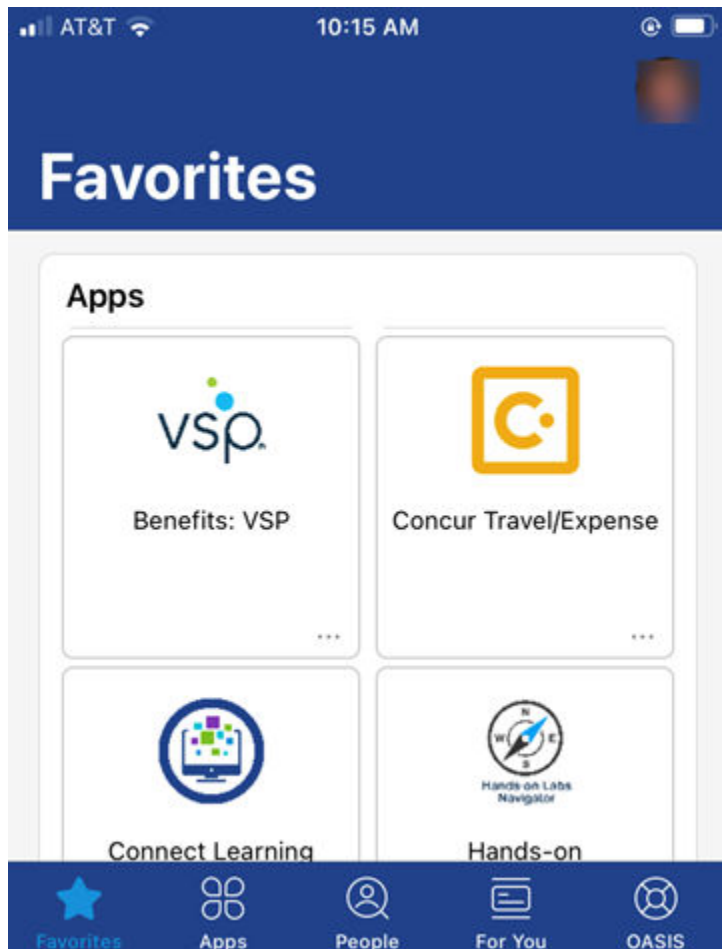 AT&T 10:15 AM
Favorites
Apps
vsp.
Benefits: VSP
C
Concur Travel/Expense
...
...
N
W E
S
Hands-on Labs
Navigator
Connect Learning
Hands-on
Favorites Apps People For You OASIS